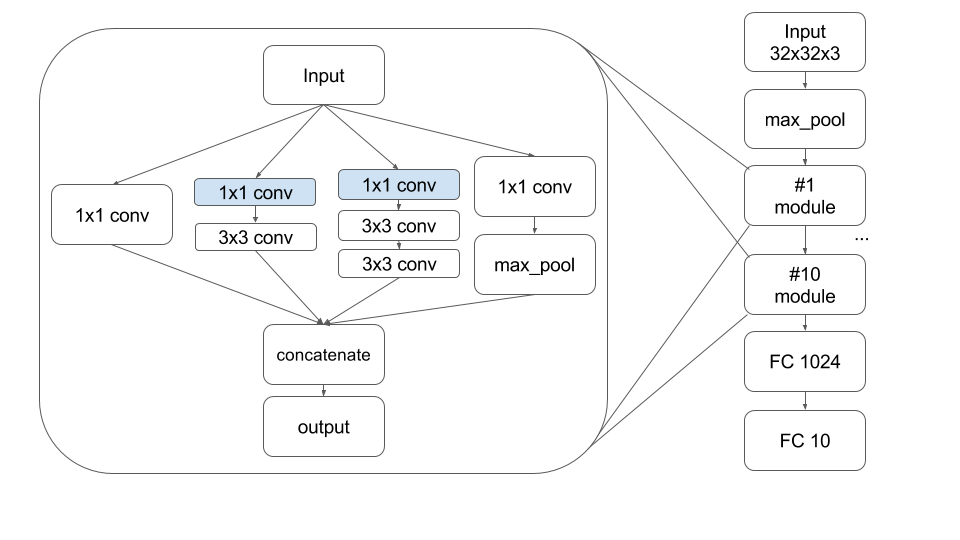 Input
1x1 conv
1x1 conv
3x3 conv
1x1 conv
3x3 conv
3x3 conv
1x1 conv
max_pool
concatenate
output
Input
32x32x3
max_pool
#1
module
...
#10
module
FC 1024
FC 10